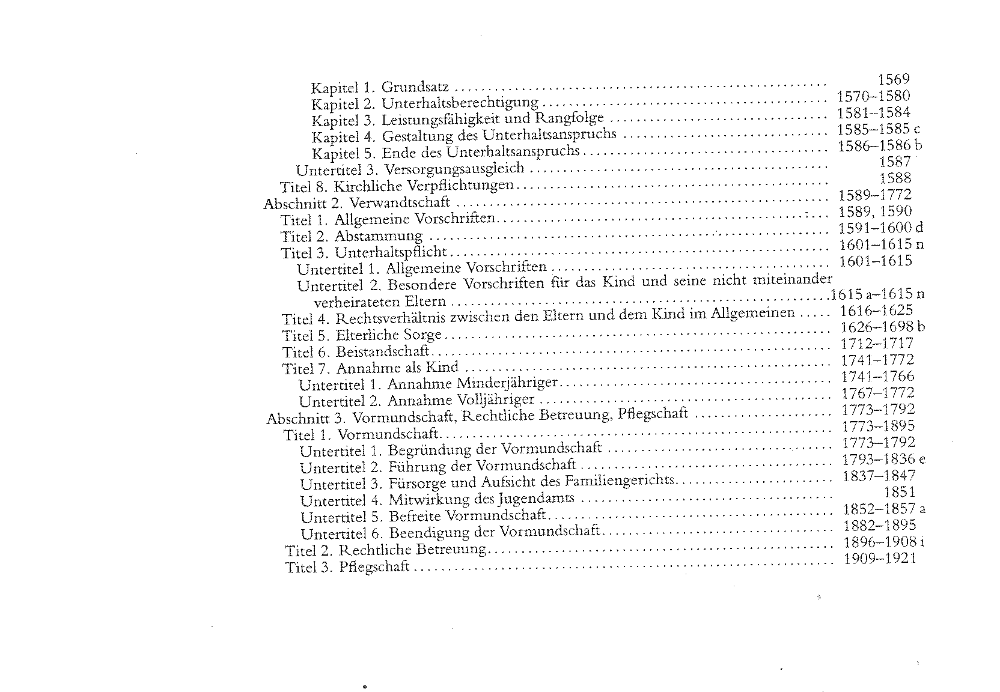 Kapitel 1. Grundsatz ........ 1569
Kapitel 2. Unterhaltsberechtigung ........ 1570–1580
Kapitel 3. Leistungsfähigkeit und Rangfolge ........ 1581–1584
Kapitel 4. Gestaltung des Unterhaltsanspruchs ........ 1585–1585 c
Kapitel 5. Ende des Unterhaltsanspruchs ........ 1586–1586 b
Untertitel 3. Versorgungsausgleich ........ 1587
Titel 8. Kirchliche Verpflichtungen ........ 1588
Abschnitt 2. Verwandtschaft ........ 1589–1772
Titel 1. Allgemeine Vorschriften ........ 1589, 1590
Titel 2. Abstammung ........ 1591–1600 d
Titel 3. Unterhaltspflicht ........ 1601–1615 n
Untertitel 1. Allgemeine Vorschriften ........ 1601–1615
Untertitel 2. Besondere Vorschriften für das Kind und seine nicht miteinander
verheirateten Eltern ........ 1615 a–1615 n
Titel 4. Rechtsverhältnis zwischen den Eltern und dem Kind im Allgemeinen ..... 1616–1625
Titel 5. Elterliche Sorge ........ 1626–1698 b
Titel 6. Beistandschaft ........ 1712–1717
Titel 7. Annahme als Kind ........ 1741–1772
Untertitel 1. Annahme Minderjähriger ........ 1741–1766
Untertitel 2. Annahme Volljähriger ........ 1767–1772
Abschnitt 3. Vormundschaft, Rechtliche Betreuung, Pflegschaft ........ 1773–1792
Titel 1. Vormundschaft ........ 1773–1895
Untertitel 1. Begründung der Vormundschaft ........ 1773–1792
Untertitel 2. Führung der Vormundschaft ........ 1793–1836 e
Untertitel 3. Fürsorge und Aufsicht des Familiengerichts ........ 1837–1847
Untertitel 4. Mitwirkung des Jugendamts ........ 1851
Untertitel 5. Befreite Vormundschaft ........ 1852–1857 a
Untertitel 6. Beendigung der Vormundschaft ........ 1882–1895
Titel 2. Rechtliche Betreuung ........ 1896–1908 i
Titel 3. Pflegschaft ........ 1909–1921